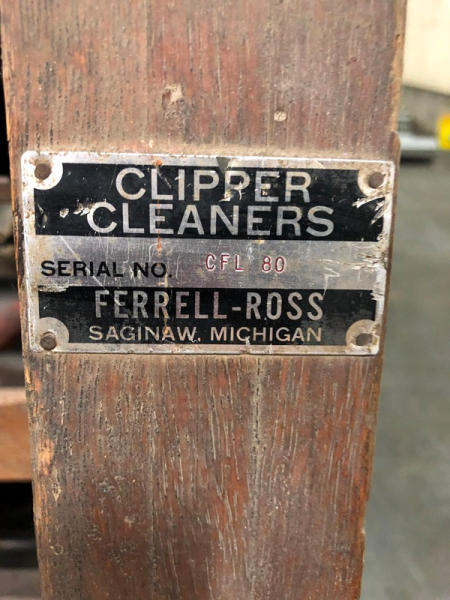 CLIPPER
CLEANERS
SERIAL NO. CFL 80
FERRELL-ROSS
SAGINAW, MICHIGAN